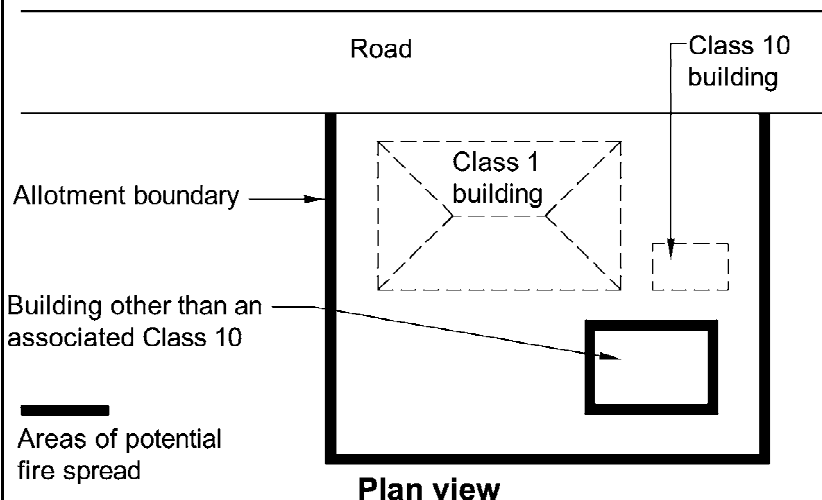 Road
Class 10
building
Class 1
building
Allotment boundary
Building other than an
associated Class 10
Areas of potential
fire spread
Plan view